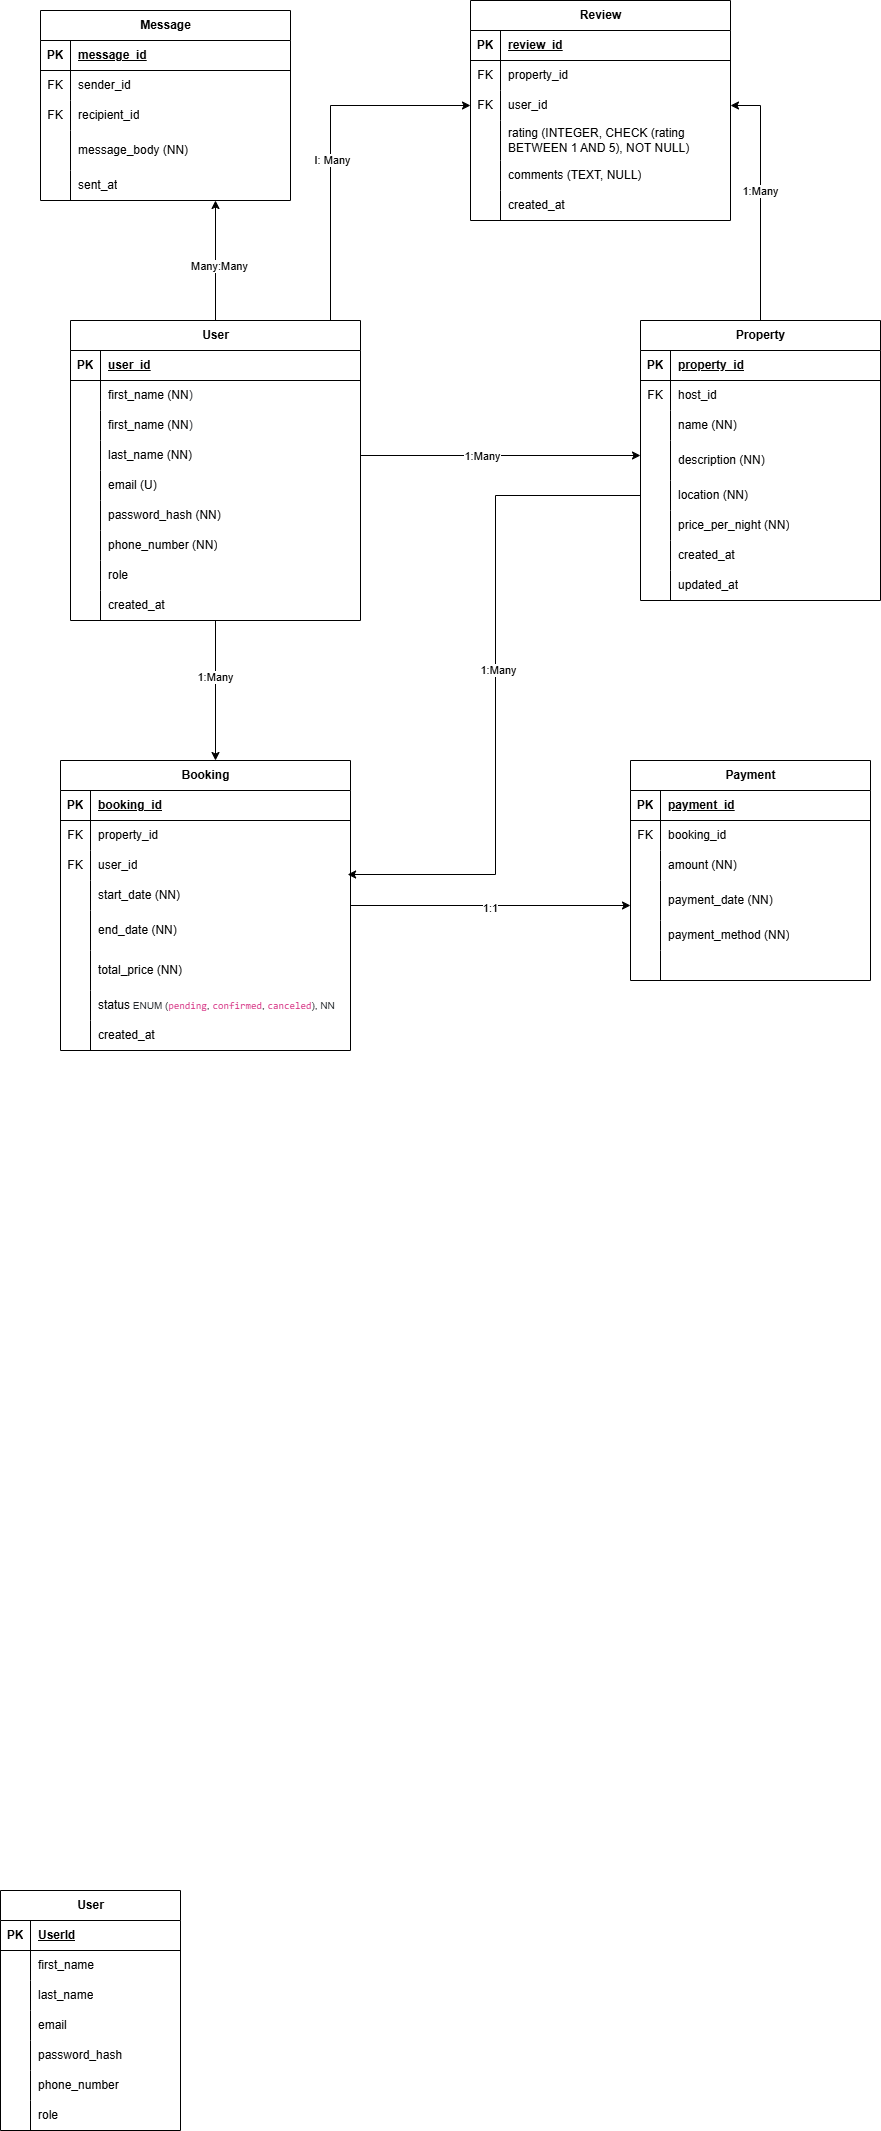 Message
PK message_id
FK sender_id
FK recipient_id
message_body (NN)
sent_at
Review
PK review_id
FK property_id
FK user_id
rating (INTEGER, CHECK (rating
BETWEEN 1 AND 5), NOT NULL)
comments (TEXT, NULL)
created_at
I: Many
1:Many
Many:Many
User
PK user_id
first_name (NN)
first_name (NN)
last_name (NN)
email (U)
password_hash (NN)
phone_number (NN)
role
created_at
1:Many
Property
PK property_id
FK host_id
name (NN)
description (NN)
location (NN)
price_per_night (NN)
created_at
updated_at
1:Many
1:Many
Booking
PK booking_id
FK property_id
FK user_id
start_date (NN)
end_date (NN)
total_price (NN)
status ENUM (pending, confirmed, canceled), NN
created_at
1:1
Payment
PK payment_id
FK booking_id
amount (NN)
payment_date (NN)
payment_method (NN)
User
PK UserId
first_name
last_name
email
password_hash
phone_number
role